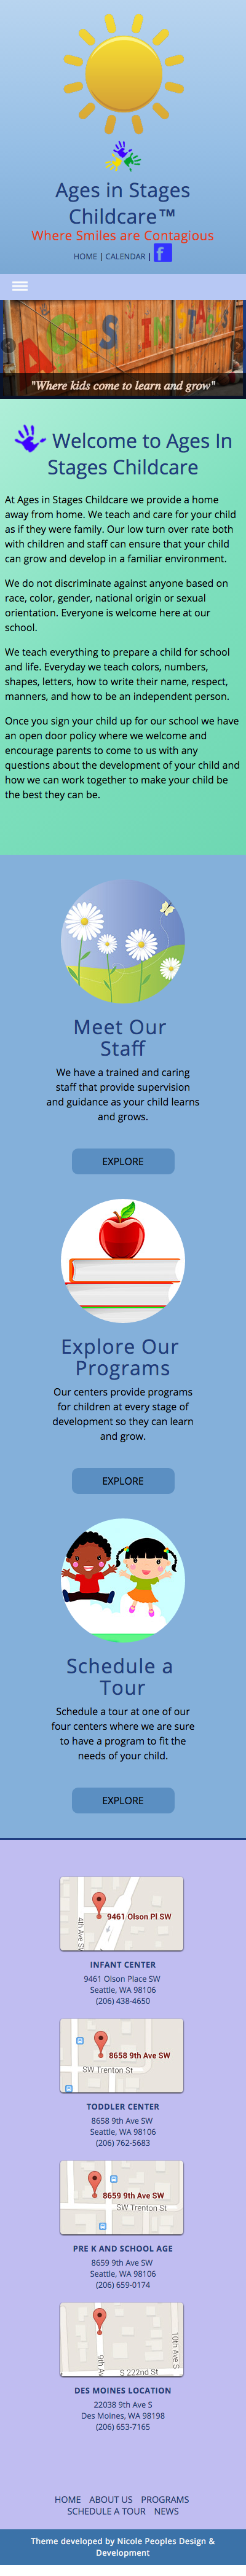 Ages in Stages
Childcare™
Where Smiles are Contagious
HOME | CALENDAR | f
AGES IN STAGES
"Where kids come to learn and grow"
Welcome to Ages In
Stages Childcare
At Ages in Stages Childcare we provide a home
away from home. We teach and care for your child
as if they were family. Our low turn over rate both
with children and staff can ensure that your child
can grow and develop in a familiar environment.
We do not discriminate against anyone based on
race, color, gender, national origin or sexual
orientation. Everyone is welcome here at our
school.
We teach everything to prepare a child for school
and life. Everyday we teach colors, numbers,
shapes, letters, how to write their name, respect,
manners, and how to be an independent person.
Once you sign your child up for our school we have
an open door policy where we welcome and
encourage parents to come to us with any
questions about the development of your child and
how we can work together to make your child be
the best they can be.
Meet Our
Staff
We have a trained and caring
staff that provide supervision
and guidance as your child learns
and grows.
EXPLORE
Explore Our
Programs
Our centers provide programs
for children at every stage of
development so they can learn
and grow.
EXPLORE
Schedule a
Tour
Schedule a tour at one of our
four centers where we are sure
to have a program to fit the
needs of your child.
EXPLORE
9461 Olson Pl SW
4th Ave S
INFANT CENTER
9461 Olson Place SW
Seattle, WA 98106
(206) 438-4650
8658 9th Ave SW
SW Trenton St
TODDLER CENTER
8658 9th Ave SW
Seattle, WA 98106
(206) 762-5683
8659 9th Ave SW
SW Trenton St
PRE K AND SCHOOL AGE
8659 9th Ave SW
Seattle, WA 98106
(206) 659-0174
9th Av
10th Ave S
S 222nd St
DES MOINES LOCATION
22038 9th Ave S
Des Moines, WA 98198
(206) 653-7165
HOME ABOUT US PROGRAMS
SCHEDULE A TOUR NEWS
Theme developed by Nicole Peoples Design &
Development